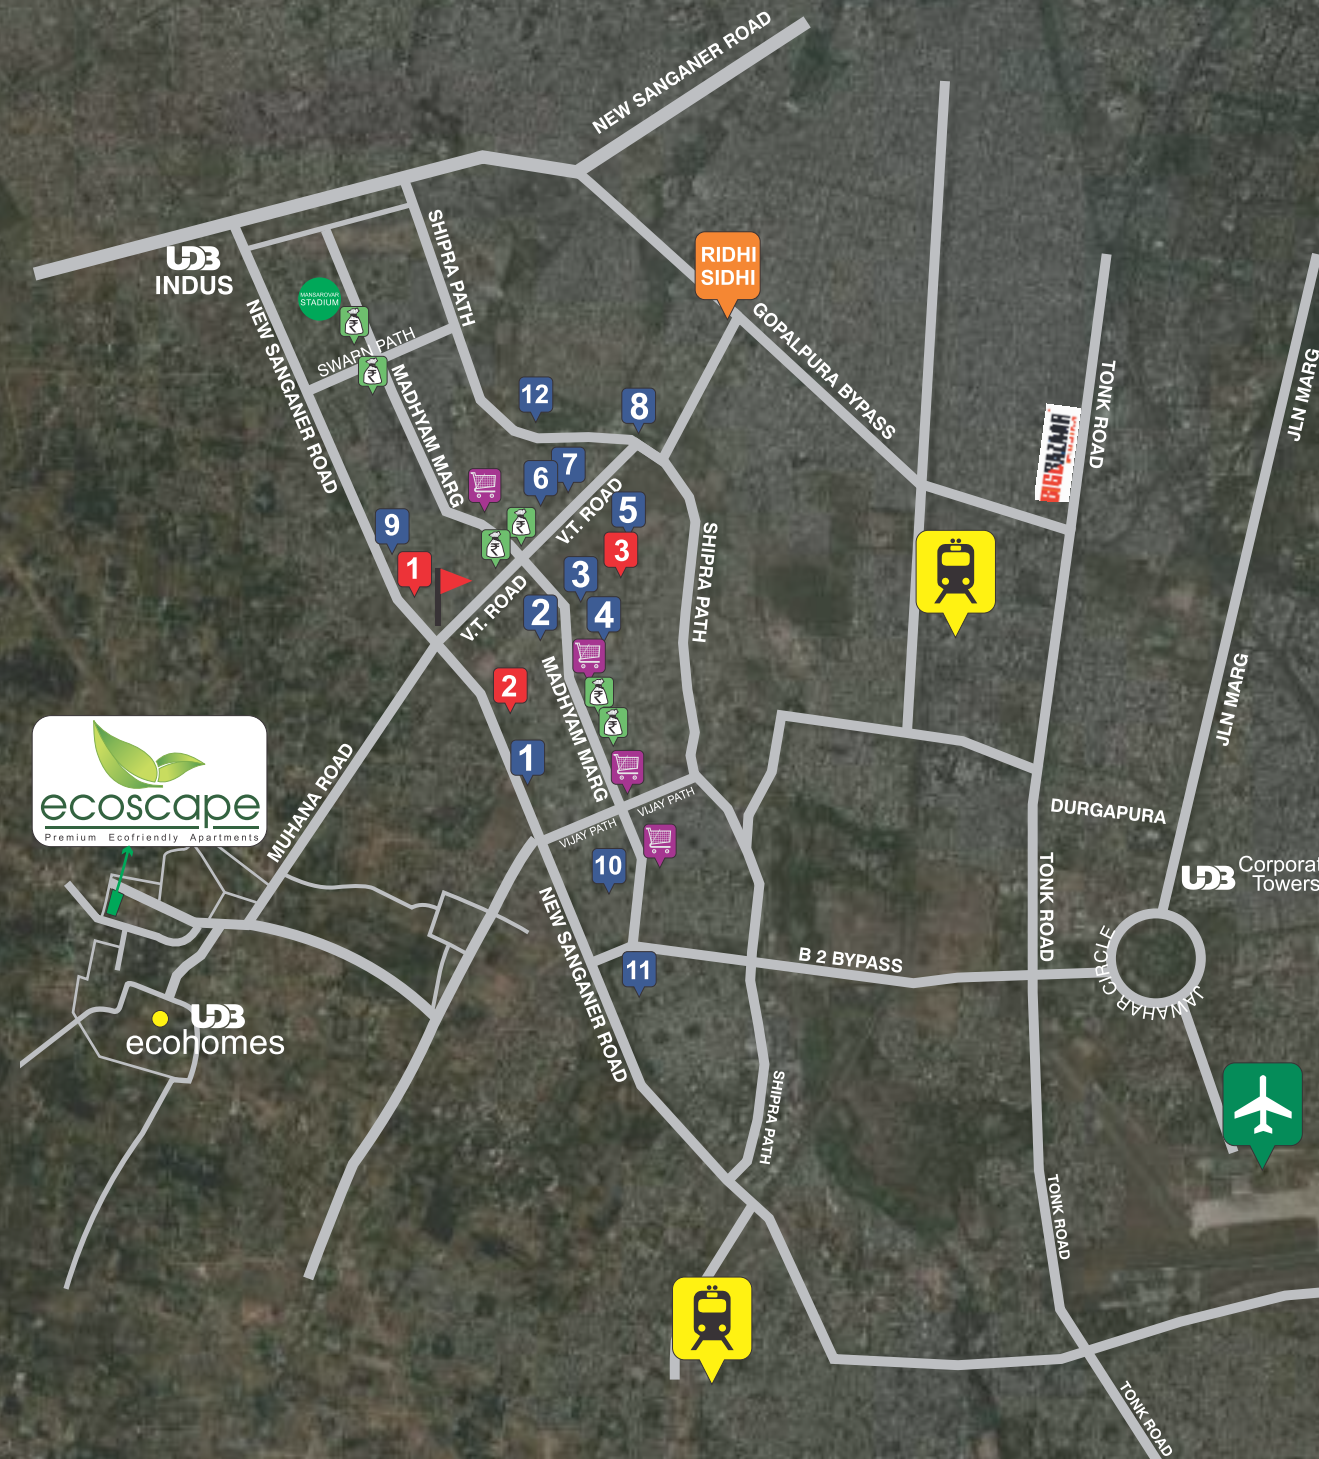 NEW SANGANER ROAD
SHIPRA PATH
UDB
INDUS
RIDHI
SIDHI
MANSAROVAR
STADIUM
NEW SANGANER ROAD
SWARN PATH
GOPALPURA BYPASS
MADHYAM MARG
TONK ROAD
JLN MARG
12
8
BIG BAZAAR
7
6
V.T. ROAD
5
9
3
1
3
SHIPRA PATH
V.T. ROAD
2
4
2
MADHYAM MARG
JLN MARG
1
ecoscape
Premium Ecofriendly Apartments
MUHANA ROAD
VIJAY PATH
VIJAY PATH
DURGAPURA
10
TONK ROAD
UDB Corporat
Towers
NEW SANGANER ROAD
11
B 2 BYPASS
JAWAHAR CIRCLE
UDB
ecohomes
SHIPRA PATH
TONK ROAD
TONK ROAD